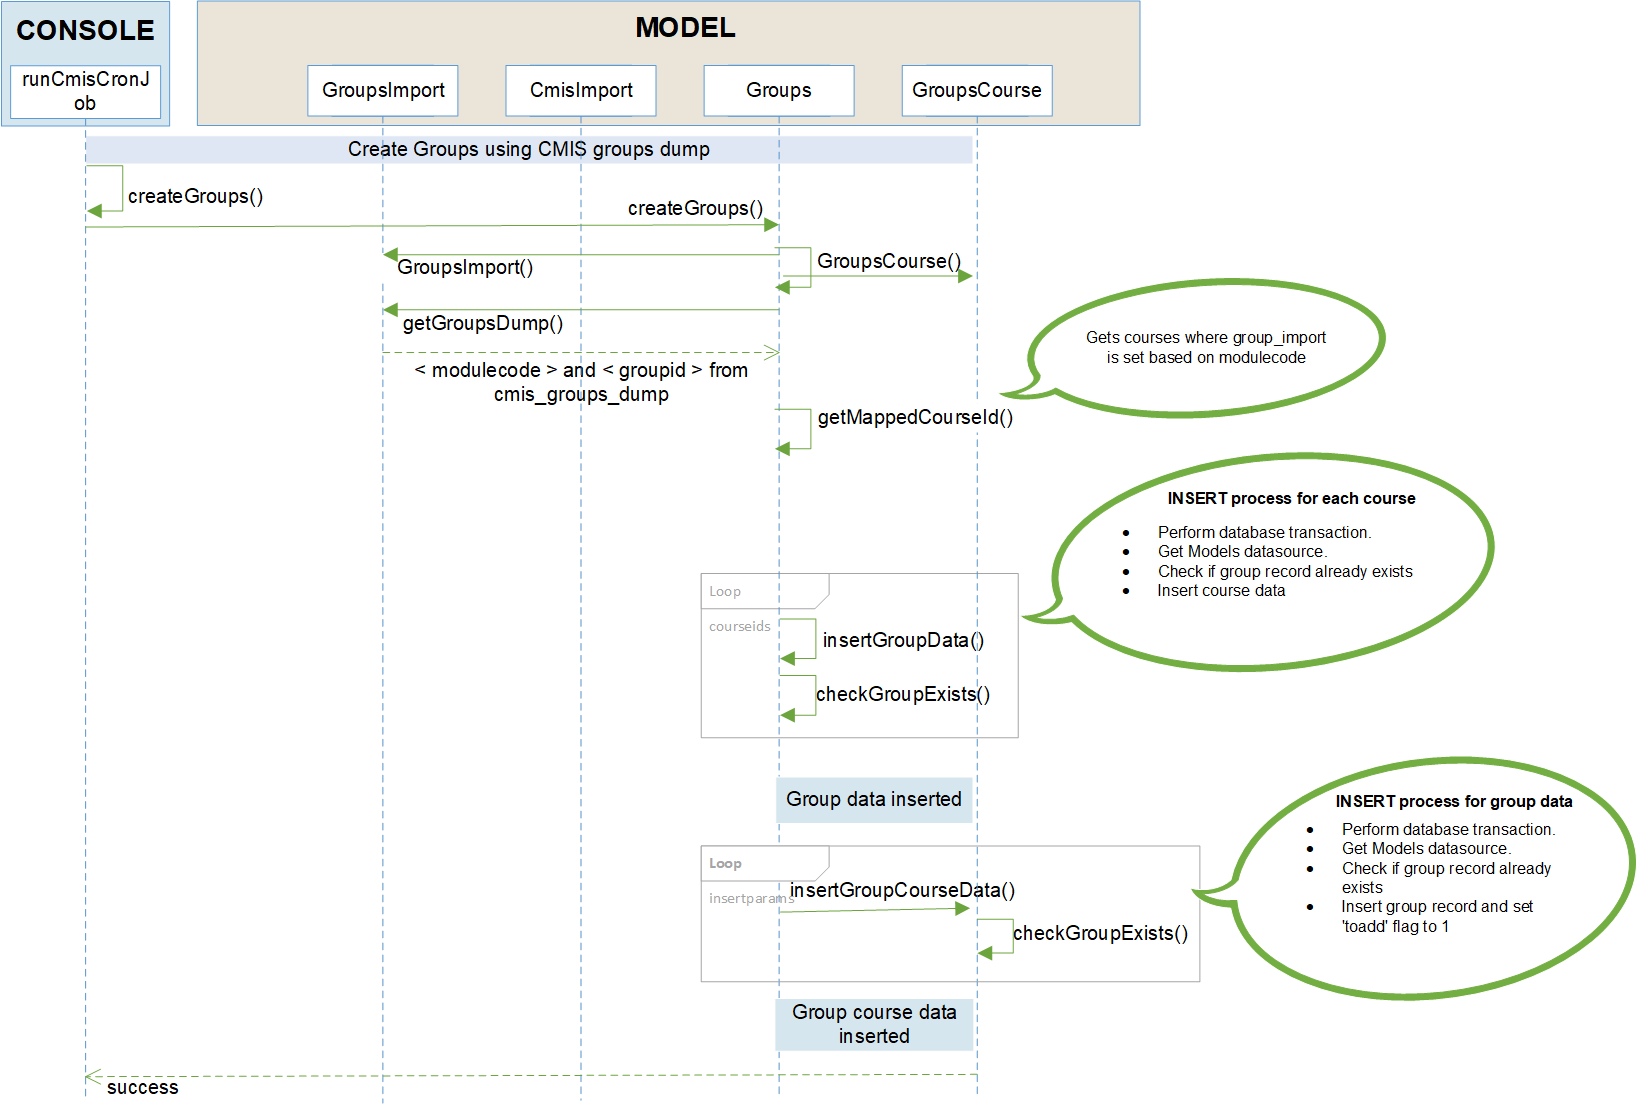 CONSOLE
MODEL
runCmisCronJ
ob
GroupsImport
CmisImport
Groups
GroupsCourse
Create Groups using CMIS groups dump
createGroups()
createGroups()
GroupsImport()
GroupsCourse()
getGroupsDump()
Gets courses where group_import
is set based on modulecode
< modulecode > and < groupid > from
cmis_groups_dump
getMappedCourseId()
INSERT process for each course
• Perform database transaction.
• Get Models datasource.
• Check if group record already exists
• Insert course data
Loop
courseids
insertGroupData()
checkGroupExists()
Group data inserted
INSERT process for group data
• Perform database transaction.
• Get Models datasource.
• Check if group record already
exists
• Insert group record and set
'toadd' flag to 1
Loop
insertparams
insertGroupCourseData()
checkGroupExists()
Group course data
inserted
success